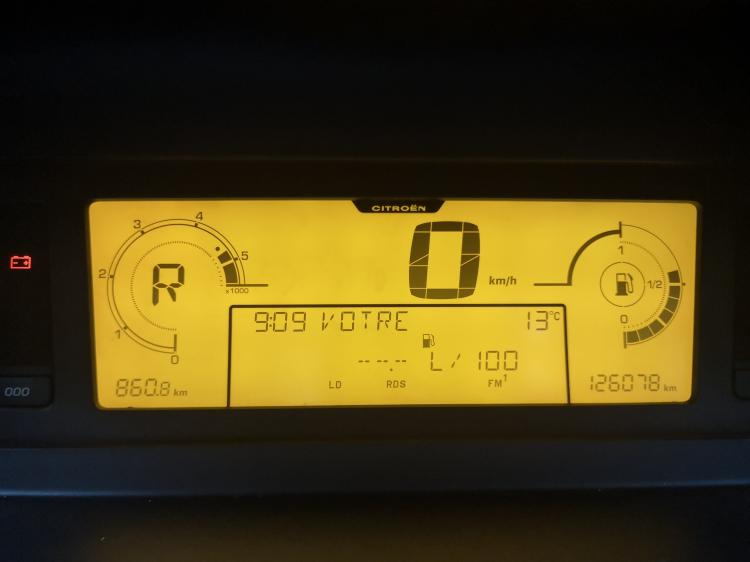 CITROËN
4
3
5
2
1
0
x1000
R
0
km/h
1
1/2
0
9:09 VOTRE 13°C
--- --.-- L/100
LD RDS FM1
860.8 km
126078 km
000